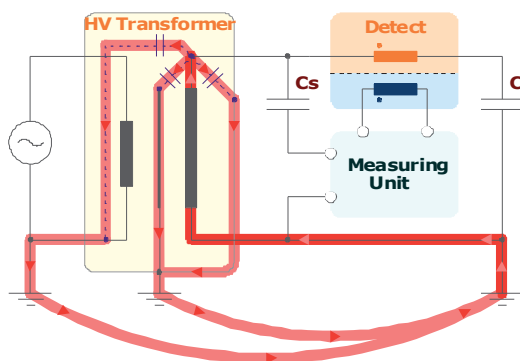 HV Transformer
Detect
Cs
C
Measuring
Unit